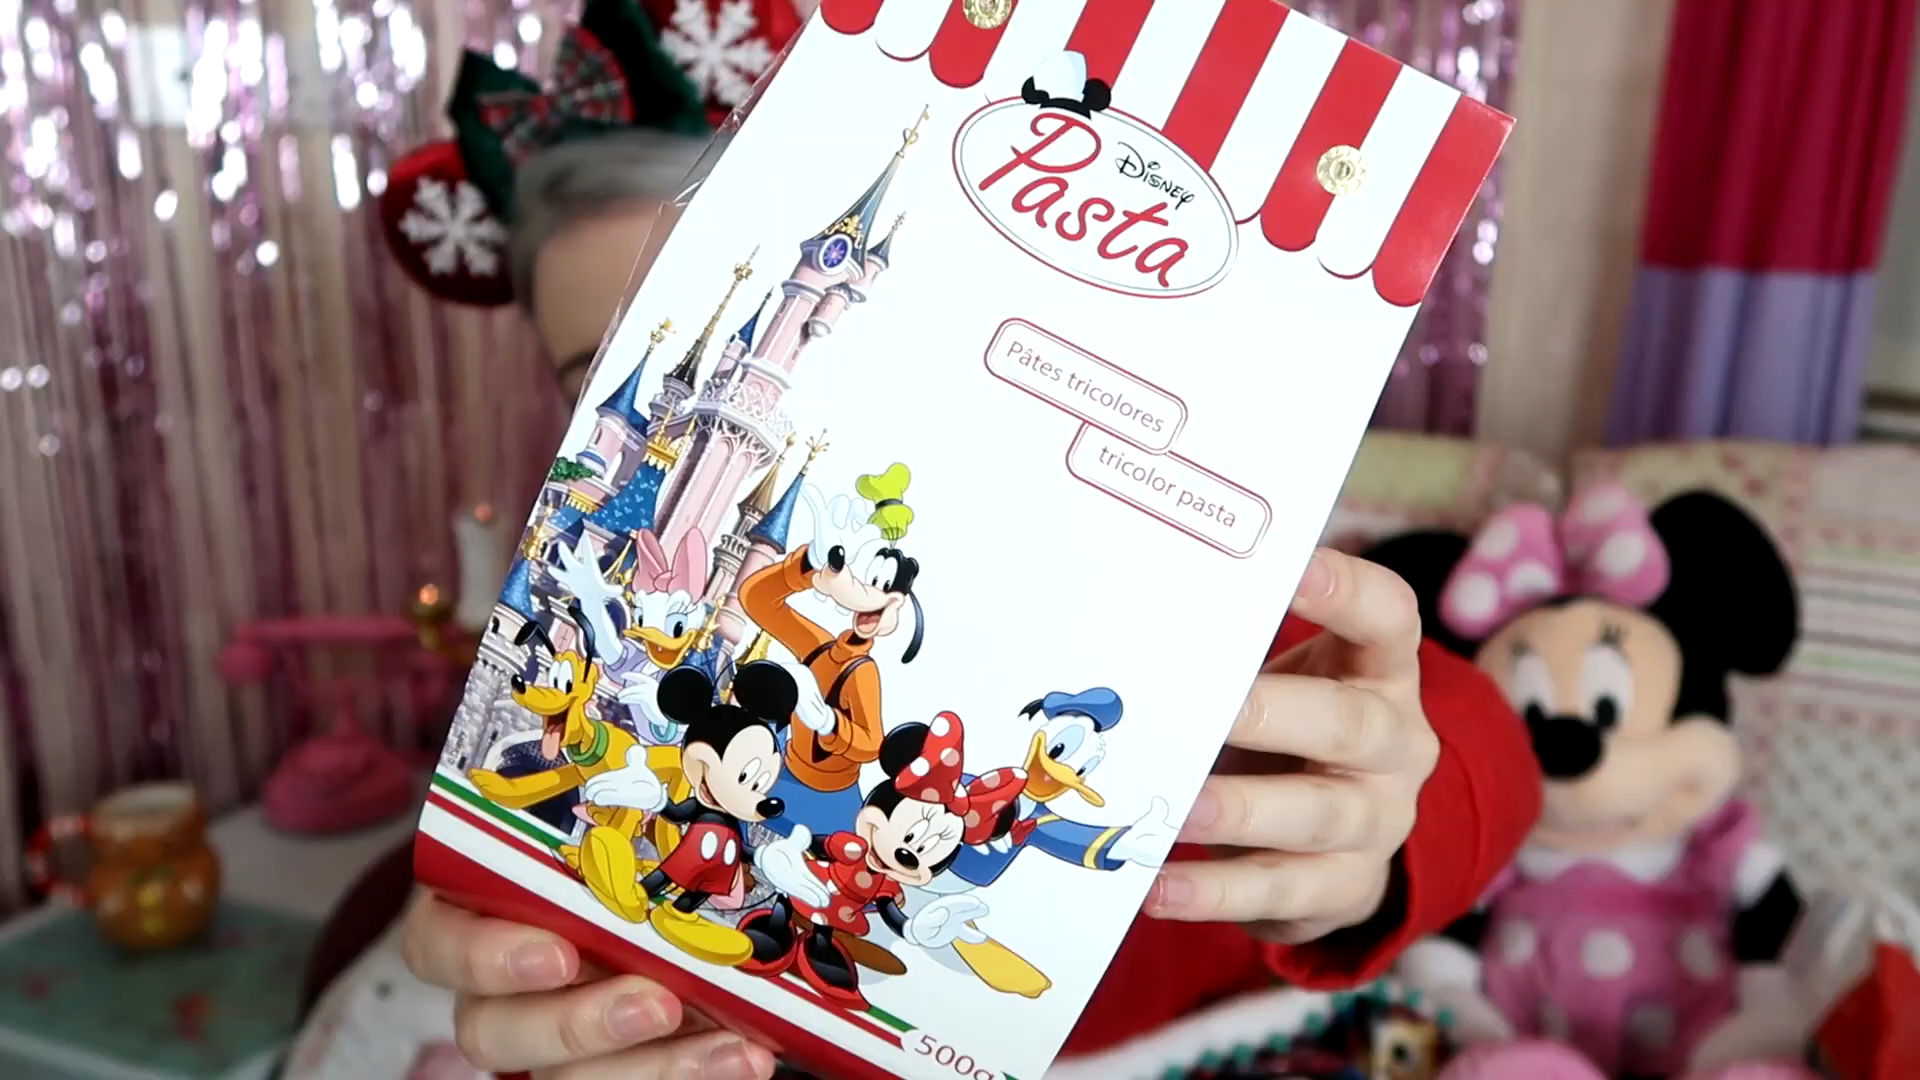 Disney
Pasta
Pâtes tricolores
tricolor pasta
500g